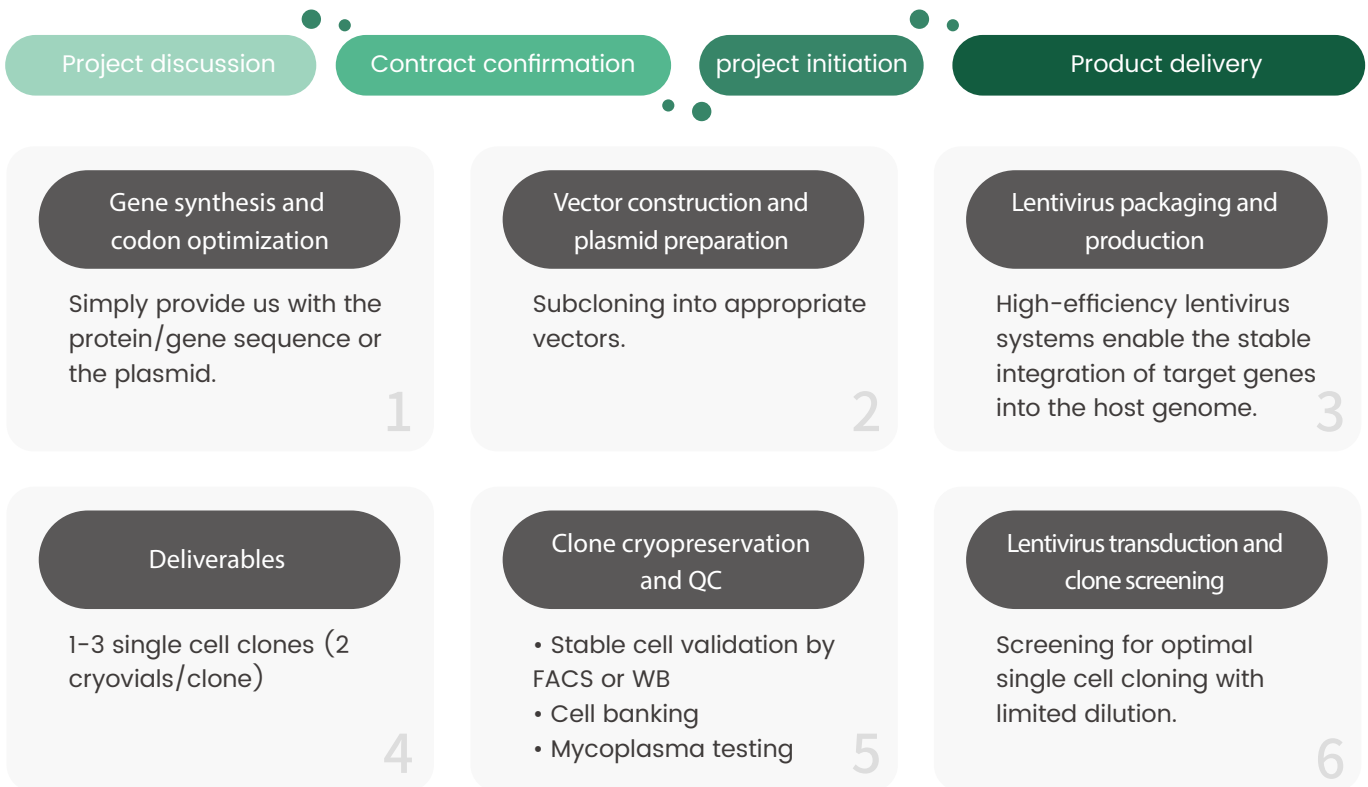 Project discussion
Contract confirmation
project initiation
Product delivery
Gene synthesis and
codon optimization
Simply provide us with the
protein/gene sequence or
the plasmid.
1
Vector construction and
plasmid preparation
Subcloning into appropriate
vectors.
2
Lentivirus packaging and
production
High-efficiency lentivirus
systems enable the stable
integration of target genes
into the host genome.
3
Deliverables
1-3 single cell clones (2
cryovials/clone)
4
Clone cryopreservation
and QC
• Stable cell validation by
FACS or WB
• Cell banking
• Mycoplasma testing
5
Lentivirus transduction and
clone screening
Screening for optimal
single cell cloning with
limited dilution.
6